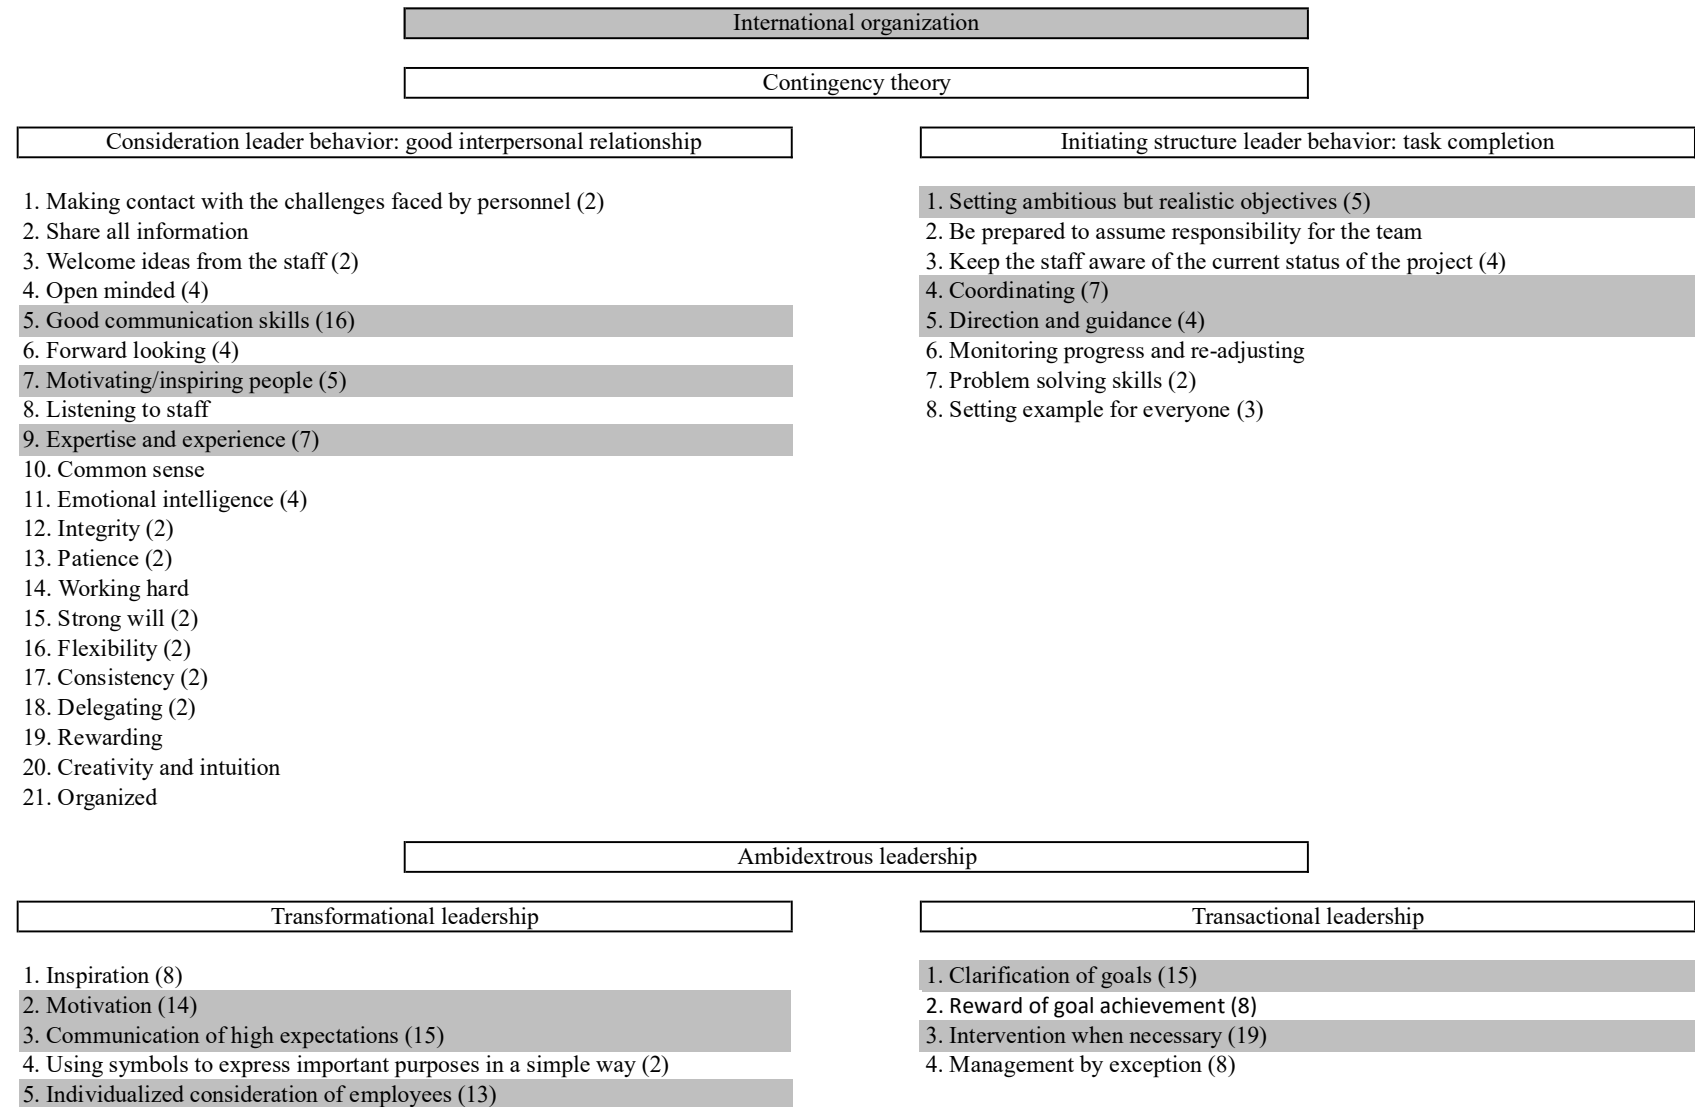 International organization
Contingency theory
Consideration leader behavior: good interpersonal relationship
1. Making contact with the challenges faced by personnel (2)
2. Share all information
3. Welcome ideas from the staff (2)
4. Open minded (4)
5. Good communication skills (16)
6. Forward looking (4)
7. Motivating/inspiring people (5)
8. Listening to staff
9. Expertise and experience (7)
10. Common sense
11. Emotional intelligence (4)
12. Integrity (2)
13. Patience (2)
14. Working hard
15. Strong will (2)
16. Flexibility (2)
17. Consistency (2)
18. Delegating (2)
19. Rewarding
20. Creativity and intuition
21. Organized
Initiating structure leader behavior: task completion
1. Setting ambitious but realistic objectives (5)
2. Be prepared to assume responsibility for the team
3. Keep the staff aware of the current status of the project (4)
4. Coordinating (7)
5. Direction and guidance (4)
6. Monitoring progress and re-adjusting
7. Problem solving skills (2)
8. Setting example for everyone (3)
Ambidextrous leadership
Transformational leadership
1. Inspiration (8)
2. Motivation (14)
3. Communication of high expectations (15)
4. Using symbols to express important purposes in a simple way (2)
5. Individualized consideration of employees (13)
Transactional leadership
1. Clarification of goals (15)
2. Reward of goal achievement (8)
3. Intervention when necessary (19)
4. Management by exception (8)